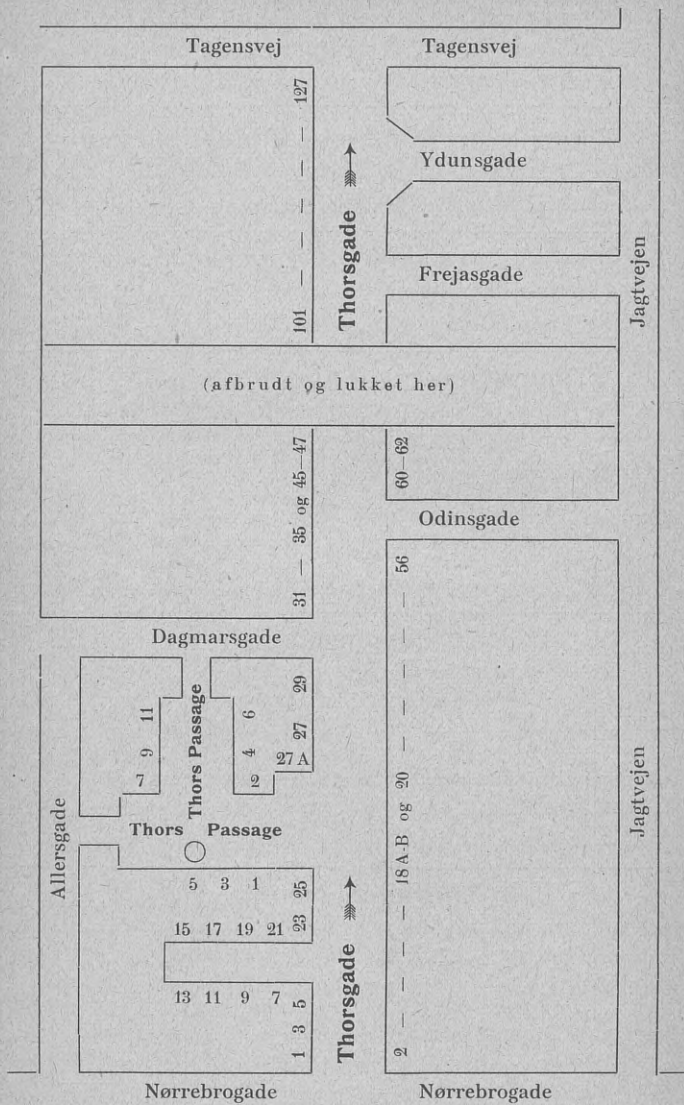 Tagensvej Tagensvej
101 — — — — — 127
Thorsgade
Ydunsgade
Frejasgade
Jagtvejen
(afbrudt og lukket her)
31 — 35 og 45—47
60—62
Odinsgade
Dagmarsgade
2 — — — 18 A-B og 20 — — — — — 56
Jagtvejen
Allersgade
11
9
7
Thors Passage
6
4
2
29
27
27 A
Thors Passage
5 3 1 25
15 17 19 21 23
13 11 9 7 5
3
1
Thorsgade
Nørrebrogade Nørrebrogade